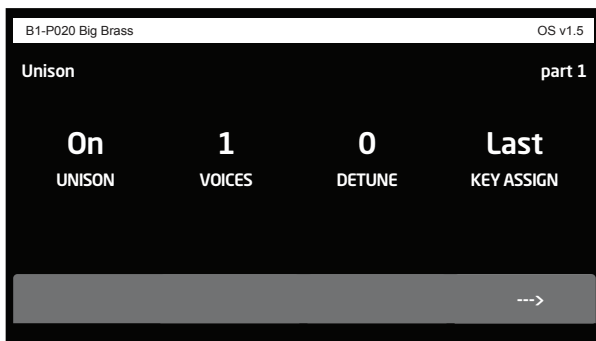 B1-P020 Big Brass OS v1.5
Unison part 1
On 1 0 Last
UNISON VOICES DETUNE KEY ASSIGN
--->